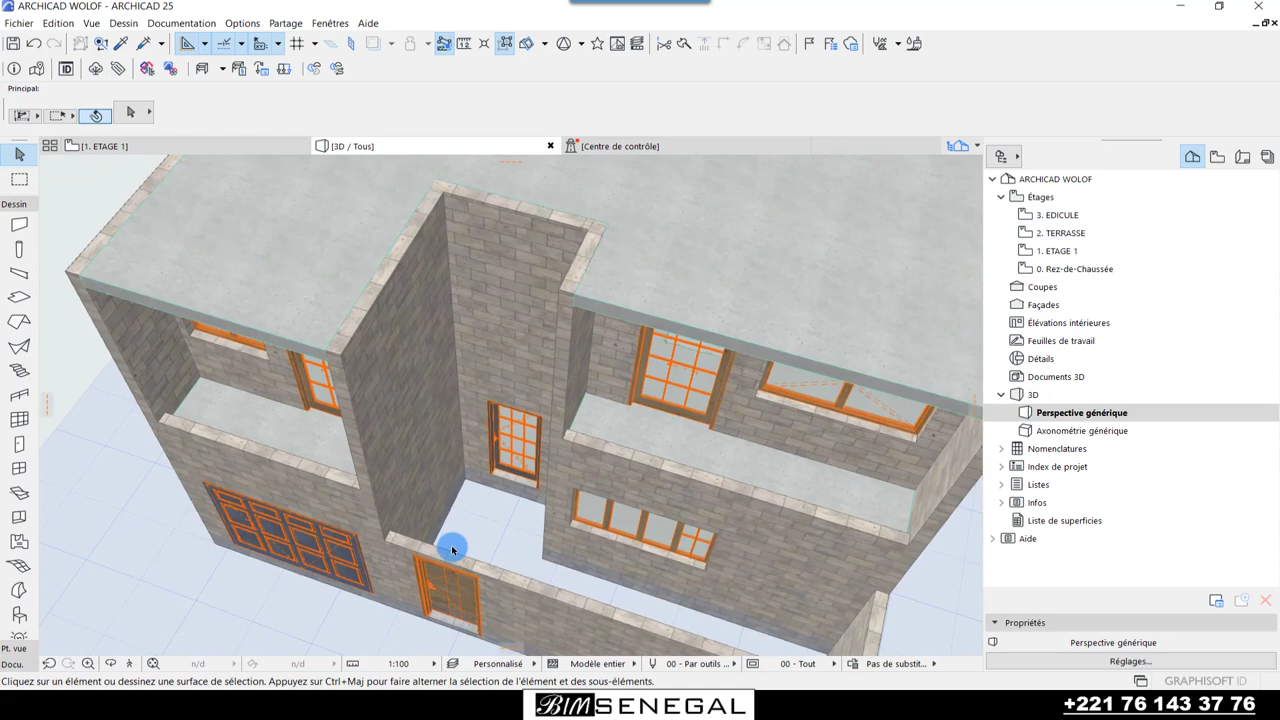 ARCHICAD WOLOF - ARCHICAD 25
Fichier Edition Vue Dessin Documentation Options Partage Fenêtres Aide
Principal:
[1. ETAGE 1]
[3D / Tous]
[Centre de contrôle]
Dessin
ARCHICAD WOLOF
Étages
3. EDICULE
2. TERRASSE
1. ETAGE 1
0. Rez-de-Chaussée
Coupes
Façades
Élévations intérieures
Feuilles de travail
Détails
Documents 3D
3D
Perspective générique
Axonométrie générique
Nomenclatures
Index de projet
Listes
Infos
Liste de superficies
Aide
Propriétés
Perspective générique
Réglages...
Pt. vue
Docu.
n/d n/d 1:100 Personnalisé Modèle entier 00 - Par outils ... 00 - Tout Pas de substit...
Cliquez sur un élément ou dessinez une surface de sélection. Appuyez sur Ctrl+Maj pour faire alterner la sélection de l'élément et des sous-éléments.
GRAPHISOFT ID
BIMSENEGAL
+221 76 143 37 76